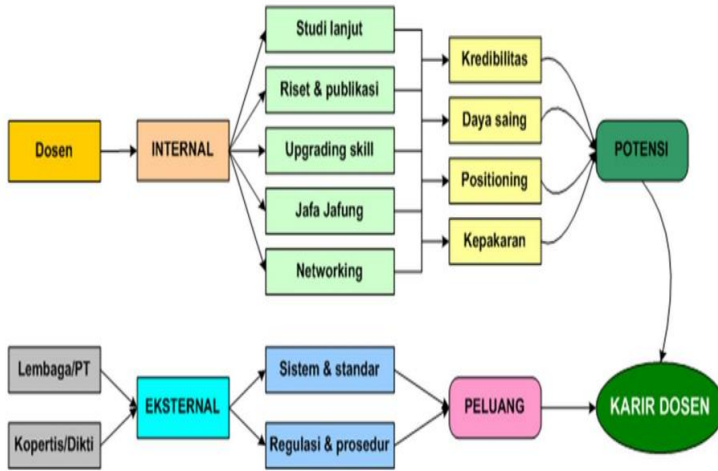 Studi lanjut
Kredibilitas
Riset & publikasi
Daya saing
Dosen
INTERNAL
Upgrading skill
POTENSI
Positioning
Jafa Jafung
Kepakaran
Networking
Lembaga/PT
Sistem & standar
EKSTERNAL
PELUANG
KARIR DOSEN
Kopertis/Dikti
Regulasi & prosedur